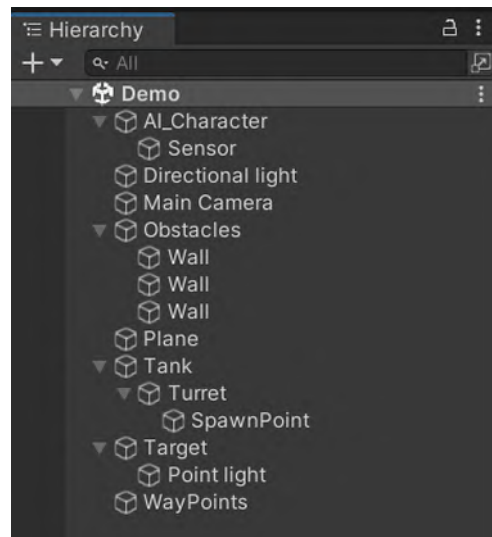 Hierarchy
All
Demo
AI_Character
Sensor
Directional light
Main Camera
Obstacles
Wall
Wall
Wall
Plane
Tank
Turret
SpawnPoint
Target
Point light
WayPoints